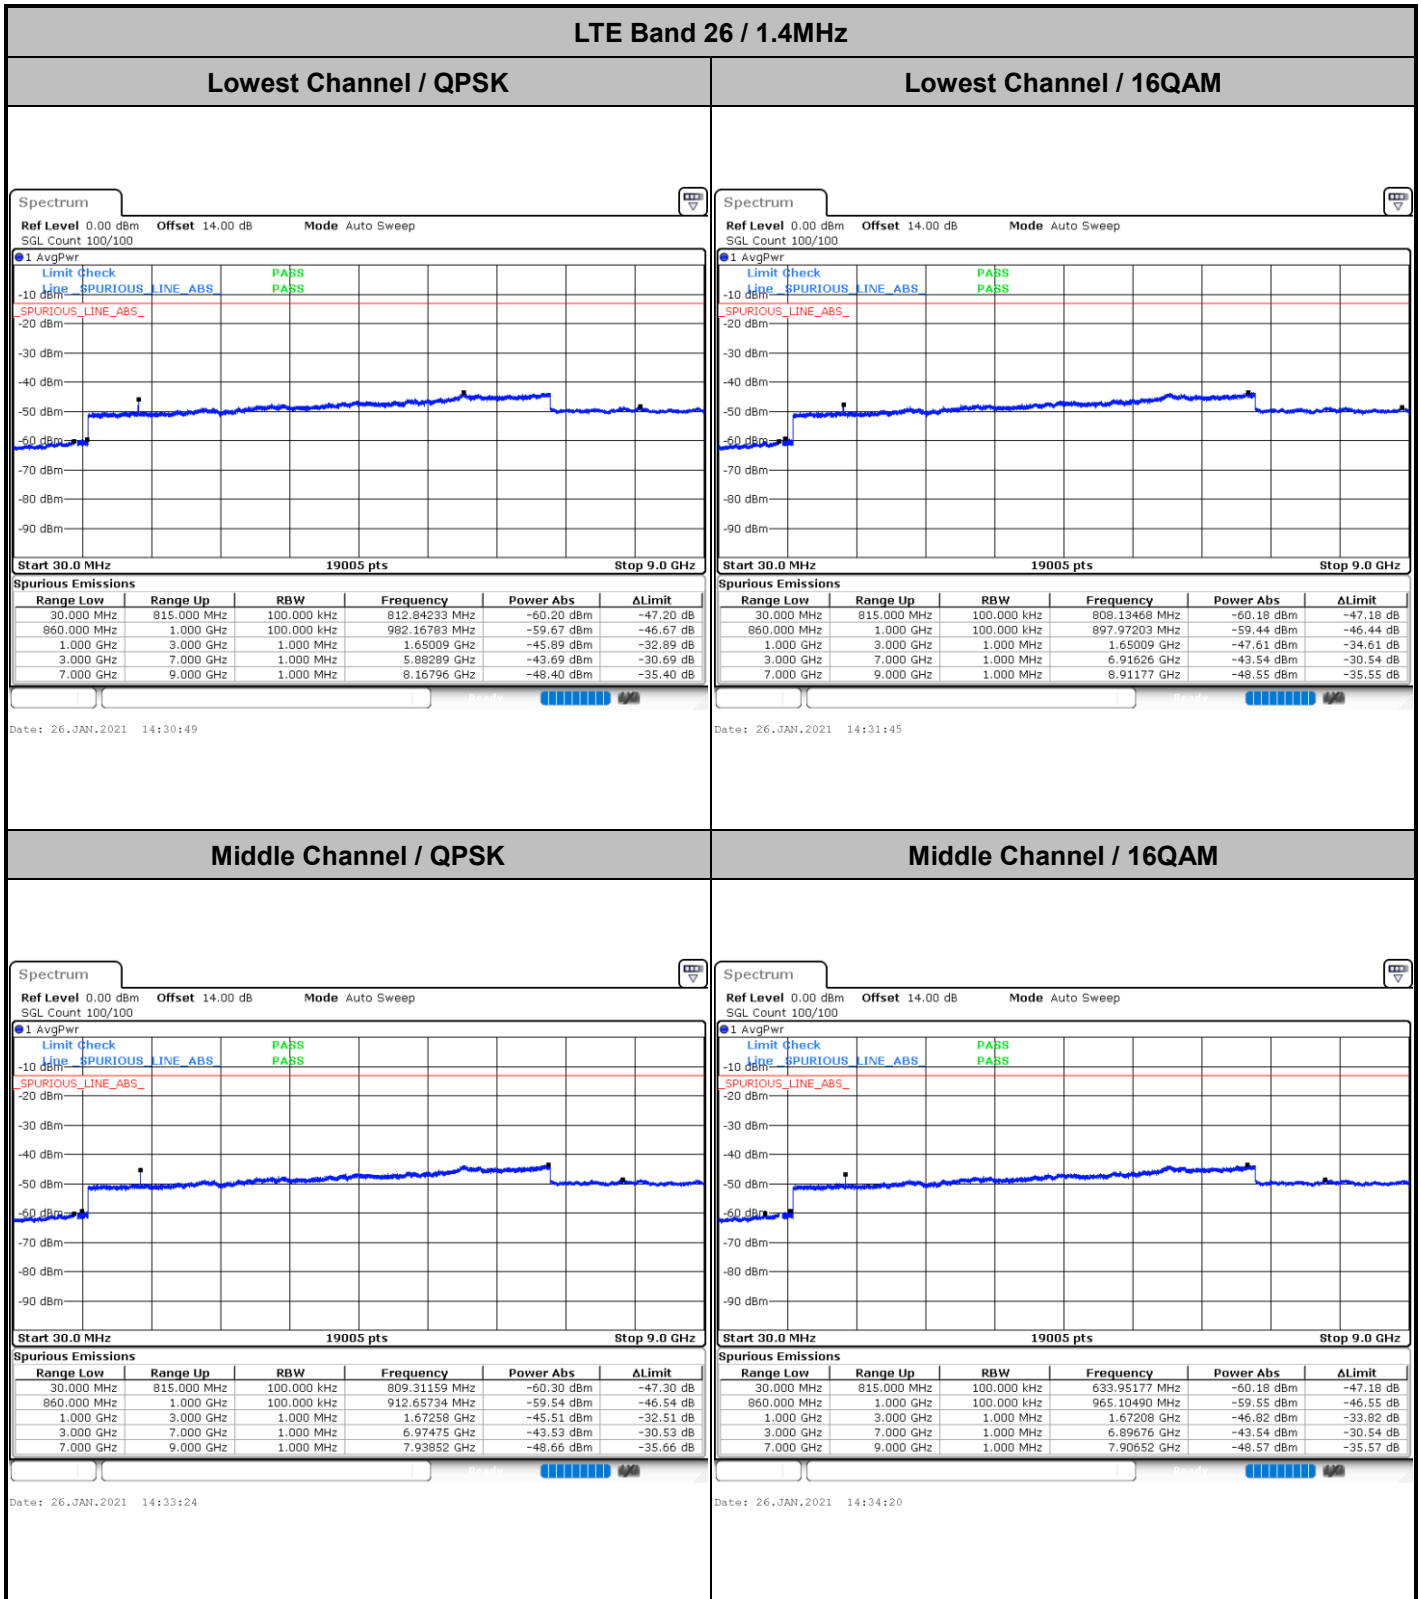 LTE Band 26 / 1.4MHz
Lowest Channel / QPSK
Lowest Channel / 16QAM
Spectrum
Ref Level 0.00 dBm Offset 14.00 dB Mode Auto Sweep
SGL Count 100/100
1 AvgPwr
Limit Check PASS
Line _SPURIOUS_LINE_ABS_ PASS
-10 dBm
_SPURIOUS_LINE_ABS_
-20 dBm
-30 dBm
-40 dBm
-50 dBm
-60 dBm
-70 dBm
-80 dBm
-90 dBm
Start 30.0 MHz 19005 pts Stop 9.0 GHz
Spurious Emissions
Range Low Range Up RBW Frequency Power Abs ΔLimit
30.000 MHz 815.000 MHz 100.000 kHz 812.84233 MHz -60.20 dBm -47.20 dB
860.000 MHz 1.000 GHz 100.000 kHz 982.16783 MHz -59.67 dBm -46.67 dB
1.000 GHz 3.000 GHz 1.000 MHz 1.65009 GHz -45.89 dBm -32.89 dB
3.000 GHz 7.000 GHz 1.000 MHz 5.88289 GHz -43.69 dBm -30.69 dB
7.000 GHz 9.000 GHz 1.000 MHz 8.16796 GHz -48.40 dBm -35.40 dB
Ready
Date: 26.JAN.2021 14:30:49
Spectrum
Ref Level 0.00 dBm Offset 14.00 dB Mode Auto Sweep
SGL Count 100/100
1 AvgPwr
Limit Check PASS
Line _SPURIOUS_LINE_ABS_ PASS
-10 dBm
_SPURIOUS_LINE_ABS_
-20 dBm
-30 dBm
-40 dBm
-50 dBm
-60 dBm
-70 dBm
-80 dBm
-90 dBm
Start 30.0 MHz 19005 pts Stop 9.0 GHz
Spurious Emissions
Range Low Range Up RBW Frequency Power Abs ΔLimit
30.000 MHz 815.000 MHz 100.000 kHz 808.13468 MHz -60.18 dBm -47.18 dB
860.000 MHz 1.000 GHz 100.000 kHz 897.97203 MHz -59.44 dBm -46.44 dB
1.000 GHz 3.000 GHz 1.000 MHz 1.65009 GHz -47.61 dBm -34.61 dB
3.000 GHz 7.000 GHz 1.000 MHz 6.91626 GHz -43.54 dBm -30.54 dB
7.000 GHz 9.000 GHz 1.000 MHz 8.91177 GHz -48.55 dBm -35.55 dB
Ready
Date: 26.JAN.2021 14:31:45
Middle Channel / QPSK
Middle Channel / 16QAM
Spectrum
Ref Level 0.00 dBm Offset 14.00 dB Mode Auto Sweep
SGL Count 100/100
1 AvgPwr
Limit Check PASS
Line _SPURIOUS_LINE_ABS_ PASS
-10 dBm
_SPURIOUS_LINE_ABS_
-20 dBm
-30 dBm
-40 dBm
-50 dBm
-60 dBm
-70 dBm
-80 dBm
-90 dBm
Start 30.0 MHz 19005 pts Stop 9.0 GHz
Spurious Emissions
Range Low Range Up RBW Frequency Power Abs ΔLimit
30.000 MHz 815.000 MHz 100.000 kHz 809.31159 MHz -60.30 dBm -47.30 dB
860.000 MHz 1.000 GHz 100.000 kHz 912.65734 MHz -59.54 dBm -46.54 dB
1.000 GHz 3.000 GHz 1.000 MHz 1.67258 GHz -45.51 dBm -32.51 dB
3.000 GHz 7.000 GHz 1.000 MHz 6.97475 GHz -43.53 dBm -30.53 dB
7.000 GHz 9.000 GHz 1.000 MHz 7.93852 GHz -48.66 dBm -35.66 dB
Ready
Date: 26.JAN.2021 14:33:24
Spectrum
Ref Level 0.00 dBm Offset 14.00 dB Mode Auto Sweep
SGL Count 100/100
1 AvgPwr
Limit Check PASS
Line _SPURIOUS_LINE_ABS_ PASS
-10 dBm
_SPURIOUS_LINE_ABS_
-20 dBm
-30 dBm
-40 dBm
-50 dBm
-60 dBm
-70 dBm
-80 dBm
-90 dBm
Start 30.0 MHz 19005 pts Stop 9.0 GHz
Spurious Emissions
Range Low Range Up RBW Frequency Power Abs ΔLimit
30.000 MHz 815.000 MHz 100.000 kHz 633.95177 MHz -60.18 dBm -47.18 dB
860.000 MHz 1.000 GHz 100.000 kHz 965.10490 MHz -59.55 dBm -46.55 dB
1.000 GHz 3.000 GHz 1.000 MHz 1.67208 GHz -46.82 dBm -33.82 dB
3.000 GHz 7.000 GHz 1.000 MHz 6.89676 GHz -43.54 dBm -30.54 dB
7.000 GHz 9.000 GHz 1.000 MHz 7.90652 GHz -48.57 dBm -35.57 dB
Ready
Date: 26.JAN.2021 14:34:20